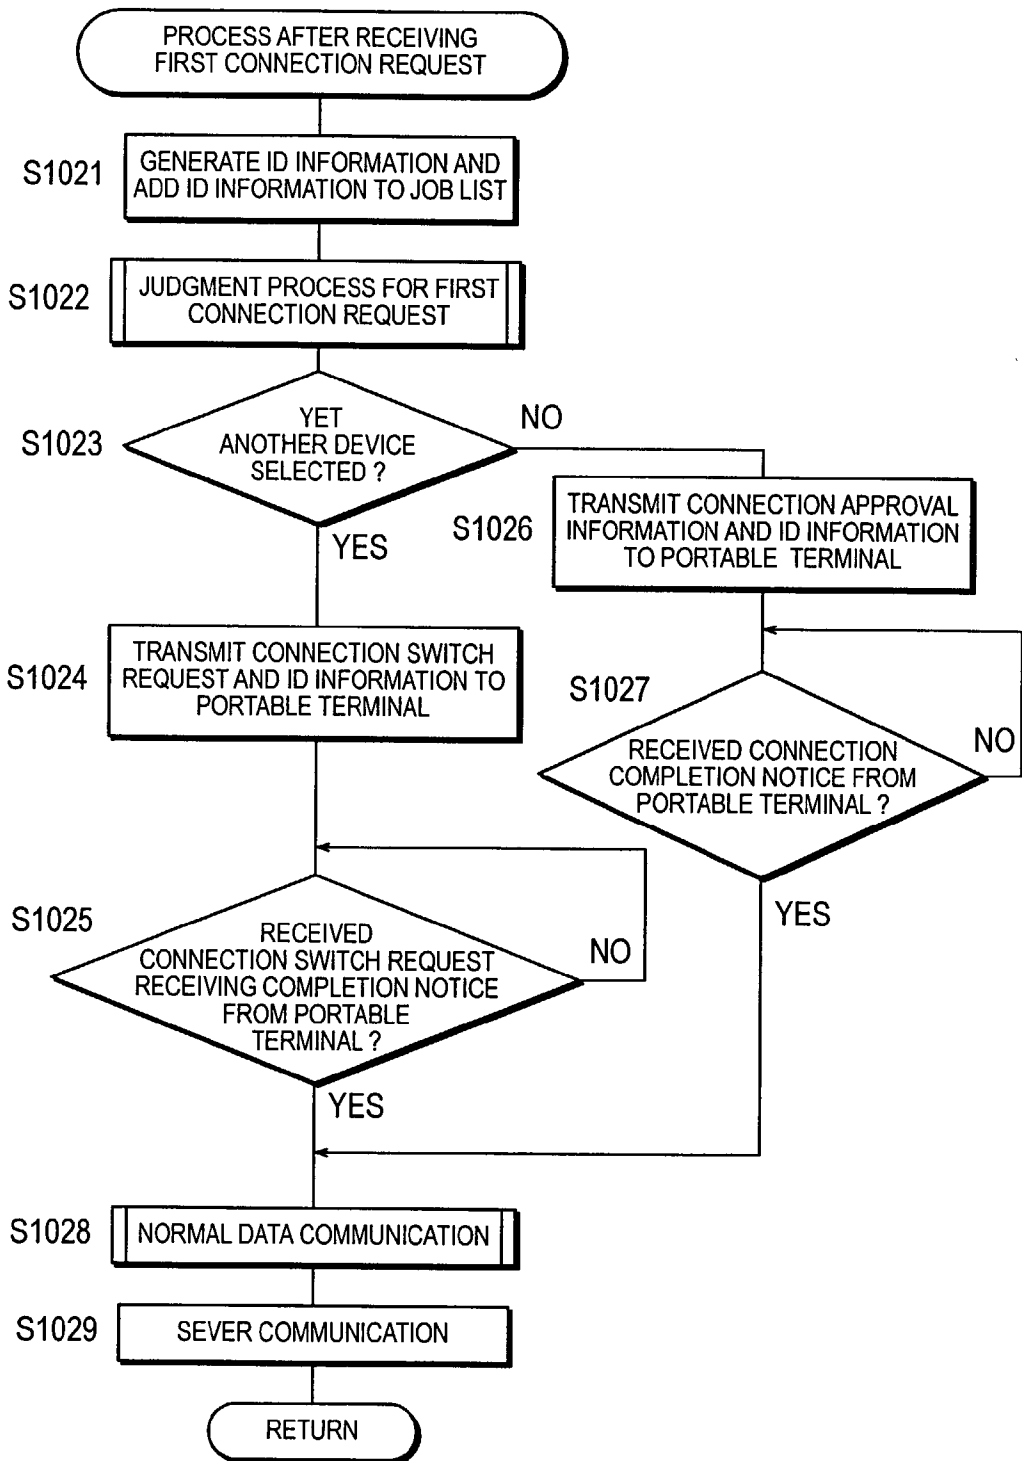 PROCESS AFTER RECEIVING
FIRST CONNECTION REQUEST
S1021
GENERATE ID INFORMATION AND
ADD ID INFORMATION TO JOB LIST
S1022
JUDGMENT PROCESS FOR FIRST
CONNECTION REQUEST
S1023
YET
ANOTHER DEVICE
SELECTED ?
NO
YES
S1026
TRANSMIT CONNECTION APPROVAL
INFORMATION AND ID INFORMATION
TO PORTABLE TERMINAL
S1024
TRANSMIT CONNECTION SWITCH
REQUEST AND ID INFORMATION TO
PORTABLE TERMINAL
S1027
RECEIVED CONNECTION
COMPLETION NOTICE FROM
PORTABLE TERMINAL ?
NO
YES
S1025
RECEIVED
CONNECTION SWITCH REQUEST
RECEIVING COMPLETION NOTICE
FROM PORTABLE
TERMINAL ?
NO
YES
S1028
NORMAL DATA COMMUNICATION
S1029
SEVER COMMUNICATION
RETURN